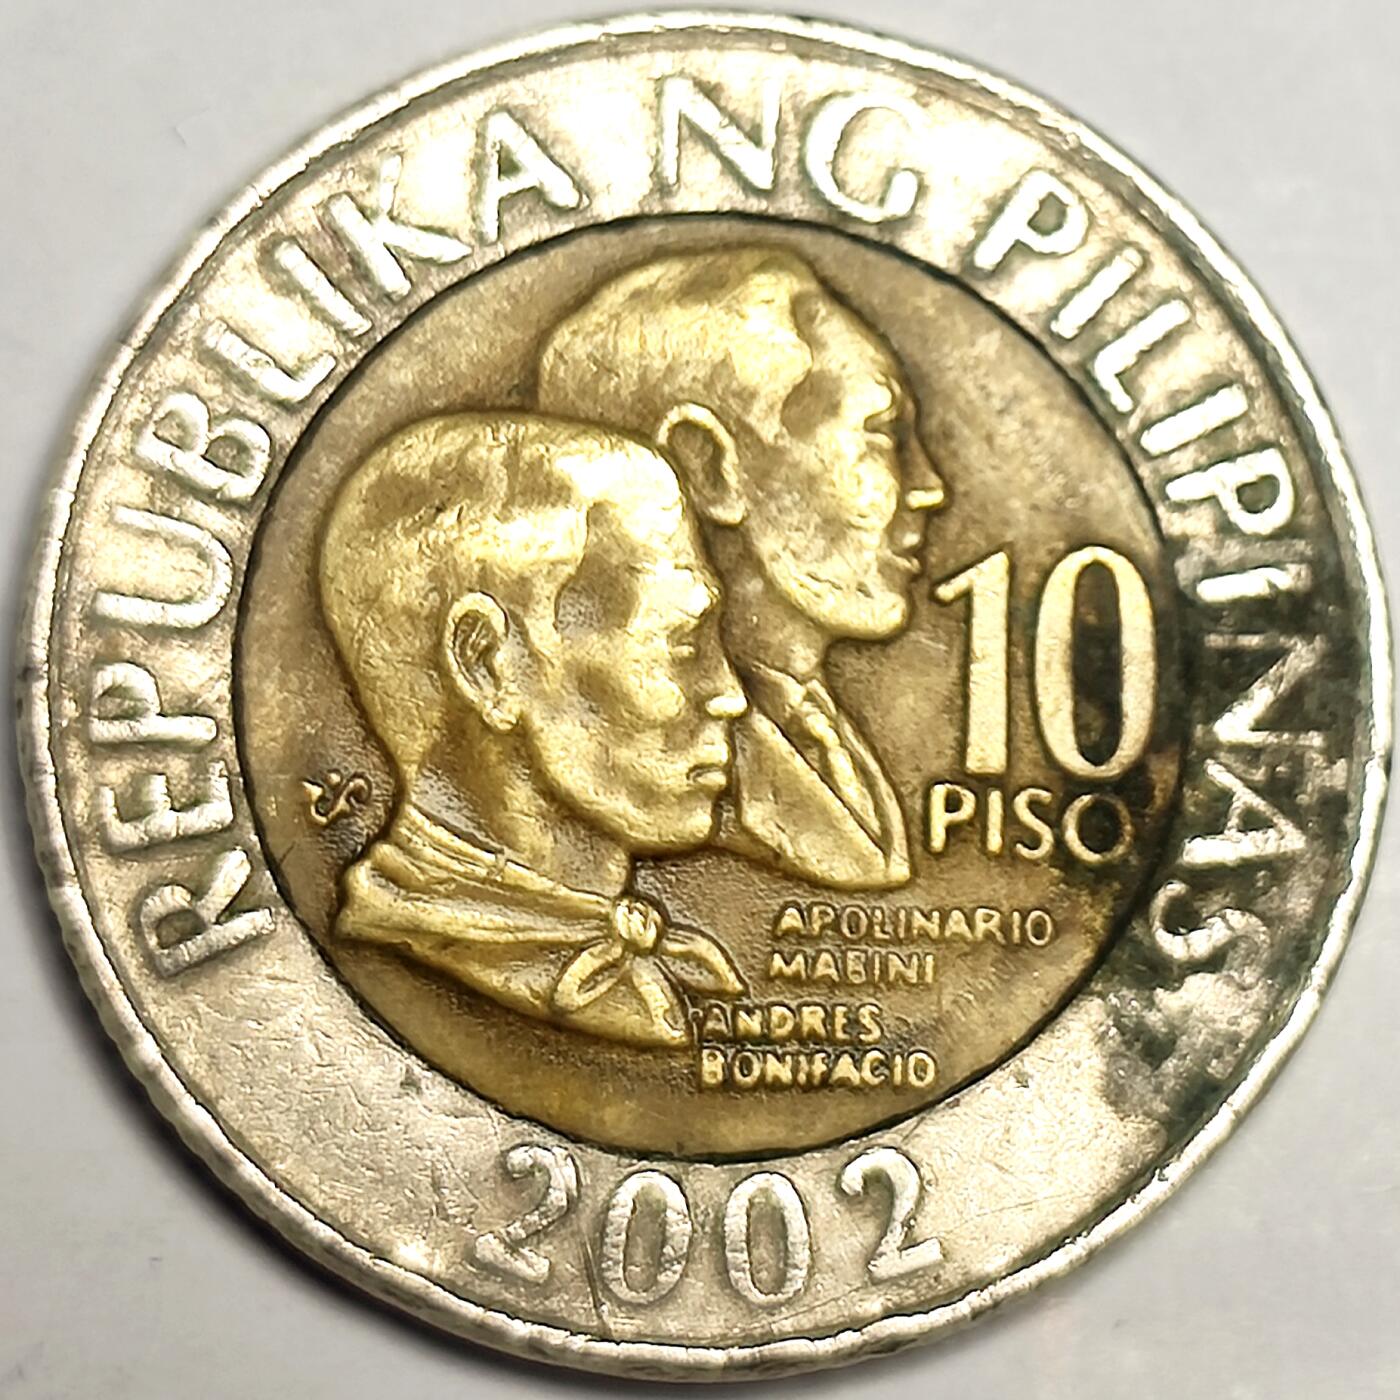 REPUBLIKA NG PILIPINAS
10
PISO
APOLINARIO
MABINI
ANDRES
BONIFACIO
2002